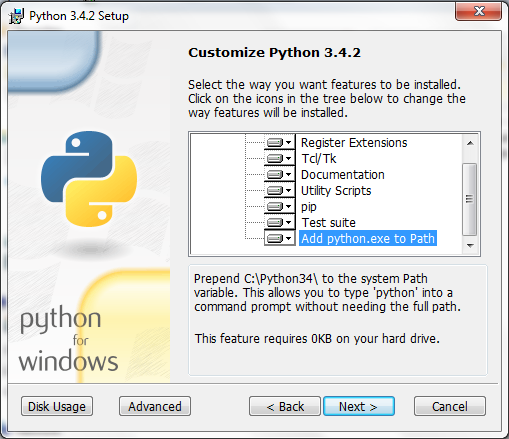 Python 3.4.2 Setup
Customize Python 3.4.2
Select the way you want features to be installed.
Click on the icons in the tree below to change the
way features will be installed.
Register Extensions
Tcl/Tk
Documentation
Utility Scripts
pip
Test suite
Add python.exe to Path
Prepend C:\Python34\ to the system Path
variable. This allows you to type 'python' into a
command prompt without needing the full path.
This feature requires 0KB on your hard drive.
python
for
windows
Disk Usage
Advanced
< Back
Next >
Cancel